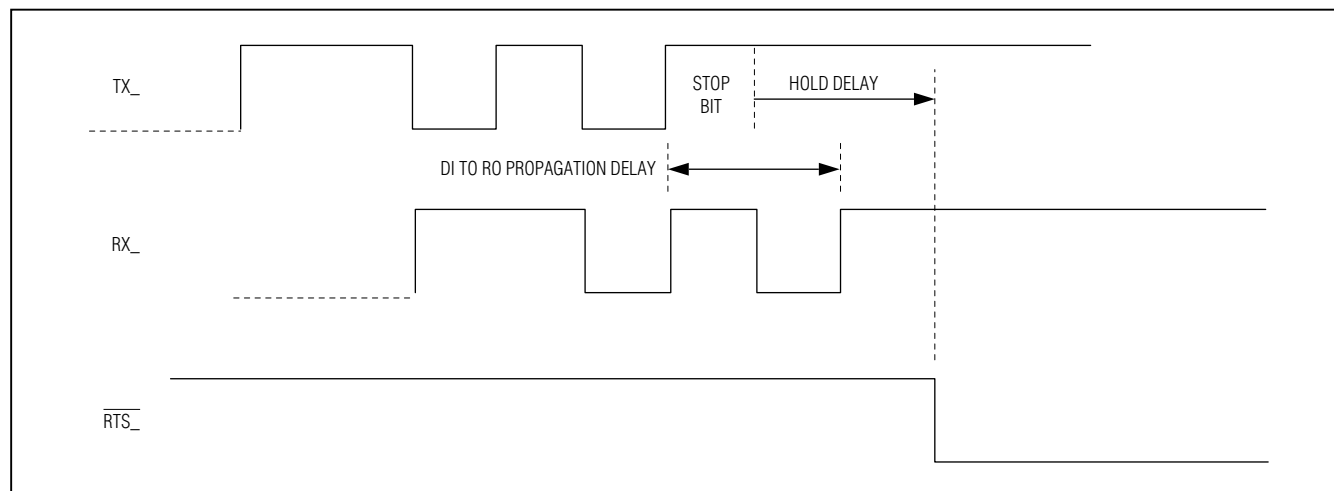 TX_
STOP
BIT
HOLD DELAY
DI TO RO PROPAGATION DELAY
RX_
RTS_